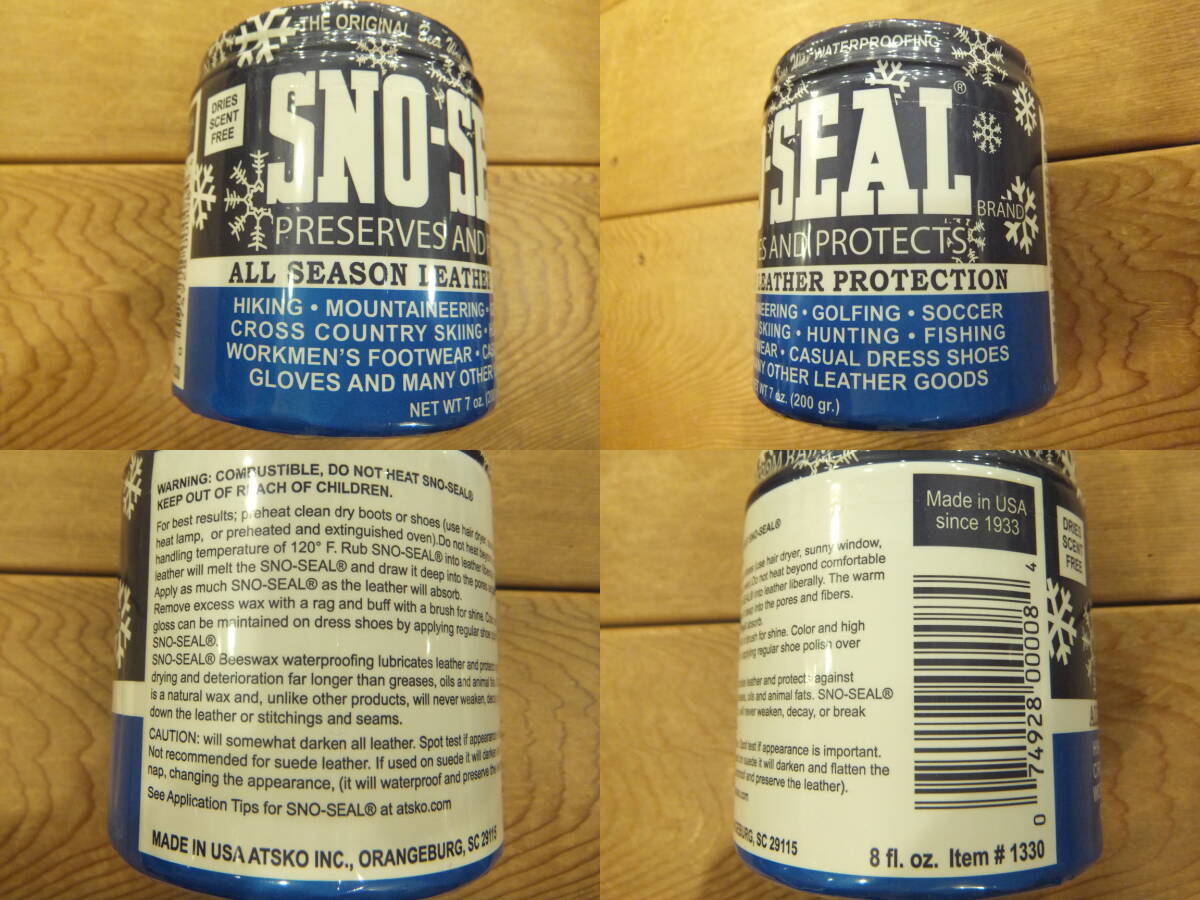 THE ORIGINAL Bee Wax
DRIES
SCENT
FREE
SNO-SE
PRESERVES AND
ALL SEASON LEATHER
HIKING • MOUNTAINEERING •
CROSS COUNTRY SKIING •
WORKMEN'S FOOTWEAR • CAS
GLOVES AND MANY OTHER
NET WT 7 oz. (200
Wax WATERPROOFING
-SEAL®
BRAND
ES AND PROTECTS
LEATHER PROTECTION
NEERING • GOLFING • SOCCER
SKIING • HUNTING • FISHING
WEAR • CASUAL DRESS SHOES
NY OTHER LEATHER GOODS
WT 7 oz. (200 gr.)
WARNING: COMBUSTIBLE, DO NOT HEAT SNO-SEAL®
KEEP OUT OF REACH OF CHILDREN.
For best results; preheat clean dry boots or shoes (use hair dryer,
heat lamp, or preheated and extinguished oven).Do not heat beyond
handling temperature of 120° F. Rub SNO-SEAL® into leather
leather will melt the SNO-SEAL® and draw it deep into the pores
Apply as much SNO-SEAL® as the leather will absorb.
Remove excess wax with a rag and buff with a brush for shine. Color
gloss can be maintained on dress shoes by applying regular shoe
SNO-SEAL®.
SNO-SEAL® Beeswax waterproofing lubricates leather and protects
drying and deterioration far longer than greases, oils and animal
is a natural wax and, unlike other products, will never weaken,
down the leather or stitchings and seams.
CAUTION: will somewhat darken all leather. Spot test if appearance
Not recommended for suede leather. If used on suede it will darken
nap, changing the appearance, (it will waterproof and preserve the
See Application Tips for SNO-SEAL® at atsko.com
MADE IN USA ATSKO INC., ORANGEBURG, SC 29115
SNO-SEAL®
use hair dryer, sunny window,
Do not heat beyond comfortable
into leather liberally. The warm
deep into the pores and fibers.
absorb.
brush for shine. Color and high
applying regular shoe polish over
leather and protects against
oils and animal fats. SNO-SEAL®
never weaken, decay, or break
Spot test if appearance is important.
suede it will darken and flatten the
and preserve the leather).
Made in USA
since 1933
DRIES
SCENT
FREE
0 74928 00008 4
GEBURG, SC 29115
8 fl. oz. Item # 1330